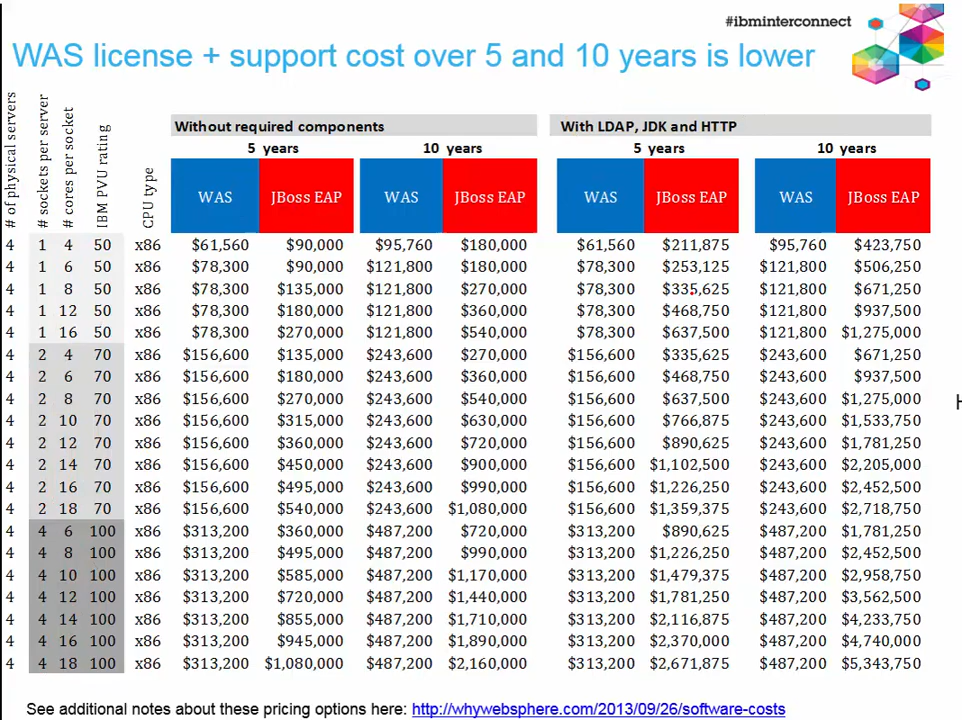 #ibminterconnect
WAS license + support cost over 5 and 10 years is lower
# of physical servers
# sockets per server
# cores per socket
IBM PVU rating
CPU type
Without required components
With LDAP, JDK and HTTP
5 years 10 years 5 years 10 years
WAS JBoss EAP WAS JBoss EAP WAS JBoss EAP WAS JBoss EAP
4 1 4 50 x86 $61,560 $90,000 $95,760 $180,000 $61,560 $211,875 $95,760 $423,750
4 1 6 50 x86 $78,300 $90,000 $121,800 $180,000 $78,300 $253,125 $121,800 $506,250
4 1 8 50 x86 $78,300 $135,000 $121,800 $270,000 $78,300 $335,625 $121,800 $671,250
4 1 12 50 x86 $78,300 $180,000 $121,800 $360,000 $78,300 $468,750 $121,800 $937,500
4 1 16 50 x86 $78,300 $270,000 $121,800 $540,000 $78,300 $637,500 $121,800 $1,275,000
4 2 4 70 x86 $156,600 $135,000 $243,600 $270,000 $156,600 $335,625 $243,600 $671,250
4 2 6 70 x86 $156,600 $180,000 $243,600 $360,000 $156,600 $468,750 $243,600 $937,500
4 2 8 70 x86 $156,600 $270,000 $243,600 $540,000 $156,600 $637,500 $243,600 $1,275,000
4 2 10 70 x86 $156,600 $315,000 $243,600 $630,000 $156,600 $766,875 $243,600 $1,533,750
4 2 12 70 x86 $156,600 $360,000 $243,600 $720,000 $156,600 $890,625 $243,600 $1,781,250
4 2 14 70 x86 $156,600 $450,000 $243,600 $900,000 $156,600 $1,102,500 $243,600 $2,205,000
4 2 16 70 x86 $156,600 $495,000 $243,600 $990,000 $156,600 $1,226,250 $243,600 $2,452,500
4 2 18 70 x86 $156,600 $540,000 $243,600 $1,080,000 $156,600 $1,359,375 $243,600 $2,718,750
4 4 6 100 x86 $313,200 $360,000 $487,200 $720,000 $313,200 $890,625 $487,200 $1,781,250
4 4 8 100 x86 $313,200 $495,000 $487,200 $990,000 $313,200 $1,226,250 $487,200 $2,452,500
4 4 10 100 x86 $313,200 $585,000 $487,200 $1,170,000 $313,200 $1,479,375 $487,200 $2,958,750
4 4 12 100 x86 $313,200 $720,000 $487,200 $1,440,000 $313,200 $1,781,250 $487,200 $3,562,500
4 4 14 100 x86 $313,200 $855,000 $487,200 $1,710,000 $313,200 $2,116,875 $487,200 $4,233,750
4 4 16 100 x86 $313,200 $945,000 $487,200 $1,890,000 $313,200 $2,370,000 $487,200 $4,740,000
4 4 18 100 x86 $313,200 $1,080,000 $487,200 $2,160,000 $313,200 $2,671,875 $487,200 $5,343,750
See additional notes about these pricing options here: http://whywebsphere.com/2013/09/26/software-costs